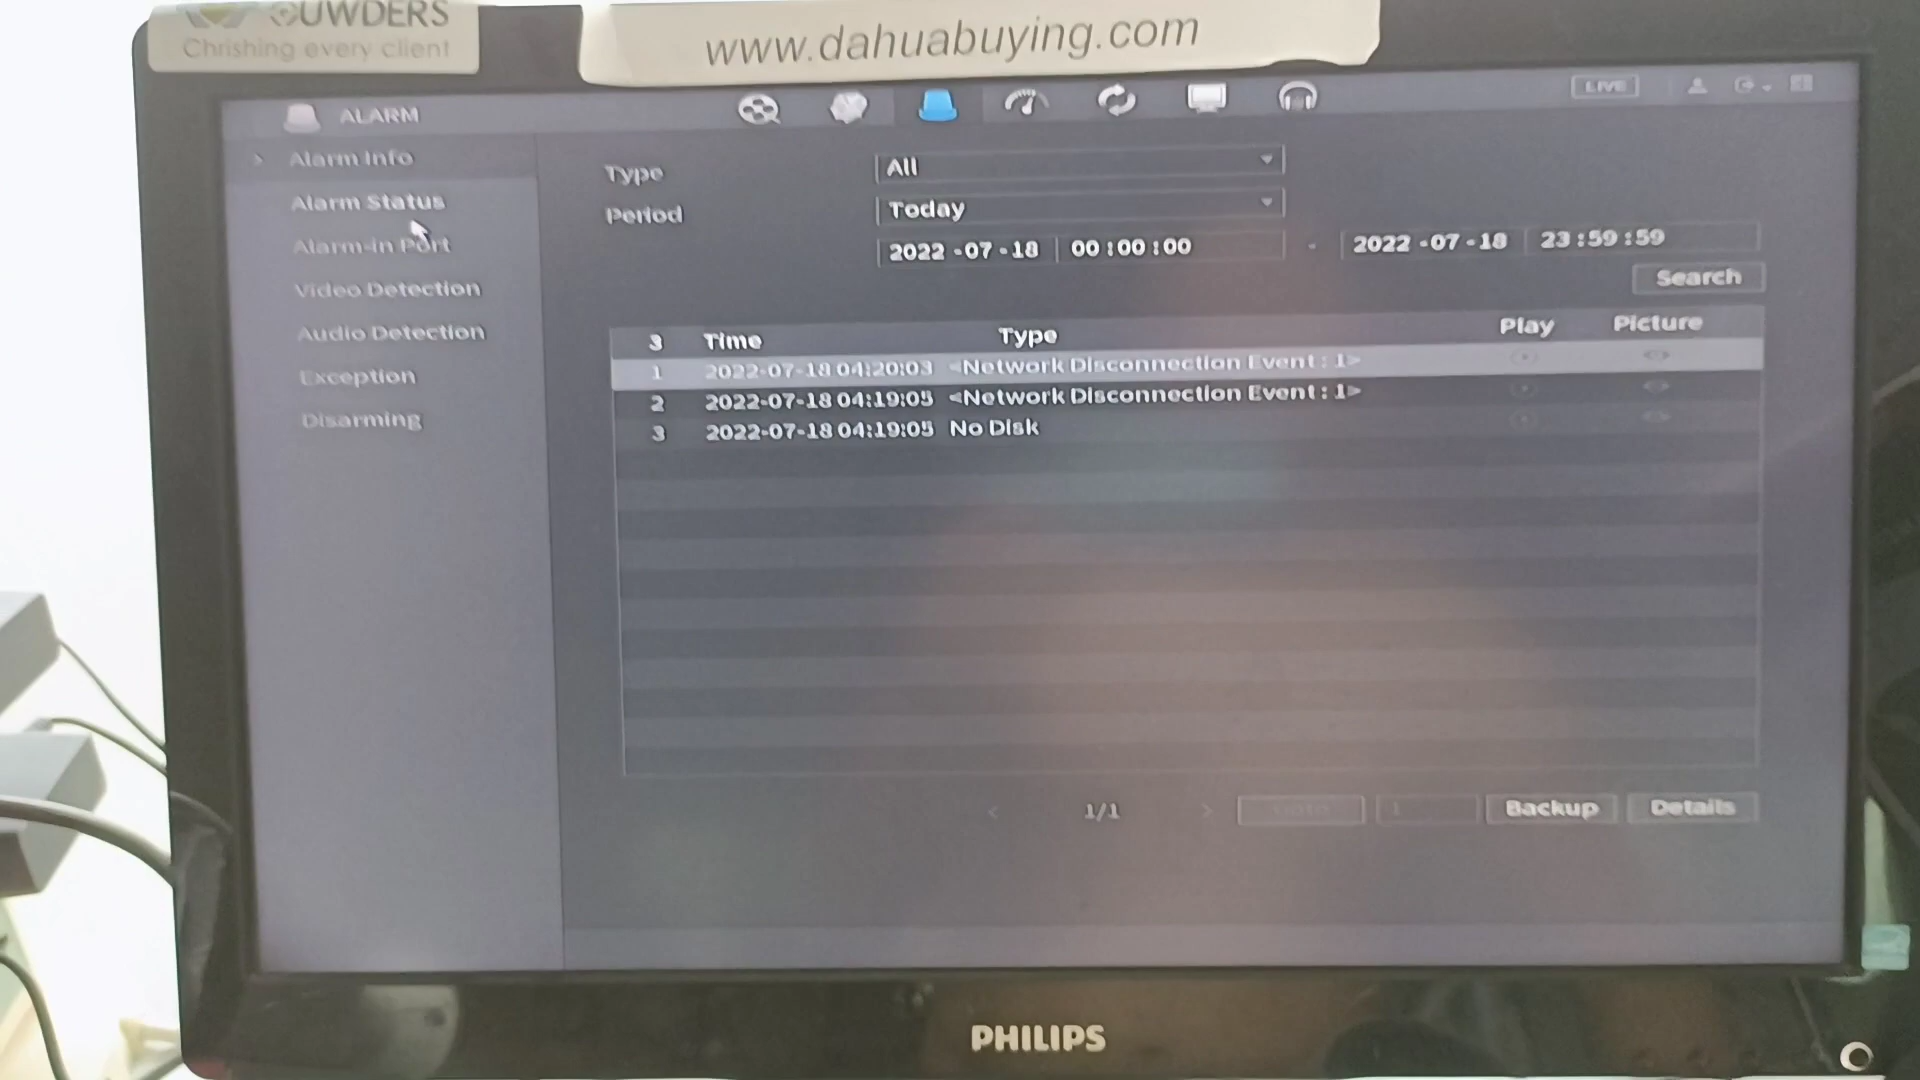 OUWDERS
Chrishing every client
www.dahuabuying.com
LIVE
ALARM
Alarm Info
Alarm Status
Alarm-in Port
Video Detection
Audio Detection
Exception
Disarming
Type All
Period Today
2022 -07 -18 00 :00 :00 - 2022 -07 -18 23 :59 :59
Search
3 Time Type Play Picture
1 2022-07-18 04:20:03 <Network Disconnection Event : 1>
2 2022-07-18 04:19:05 <Network Disconnection Event : 1>
3 2022-07-18 04:19:05 No Disk
1/1 1 Backup Details
PHILIPS